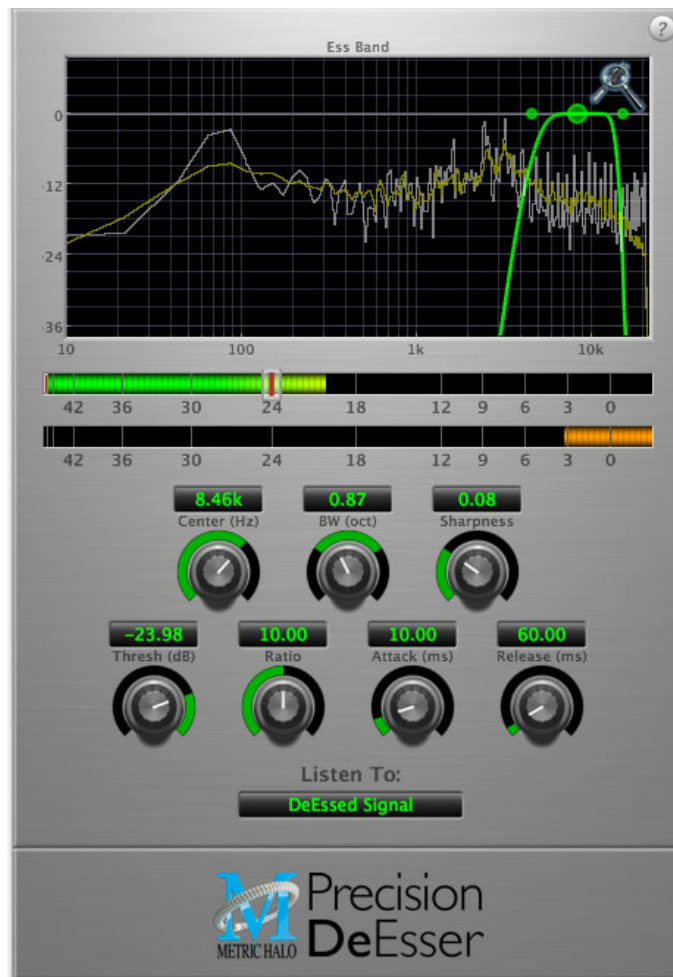 ?
Ess Band
0
-12
-24
-36
10 100 1k 10k
42 36 30 24 18 12 9 6 3 0
42 36 30 24 18 12 9 6 3 0
8.46k 0.87 0.08
Center (Hz) BW (oct) Sharpness
-23.98 10.00 10.00 60.00
Thresh (dB) Ratio Attack (ms) Release (ms)
Listen To:
DeEssed Signal
M Precision
METRIC HALO DeEsser